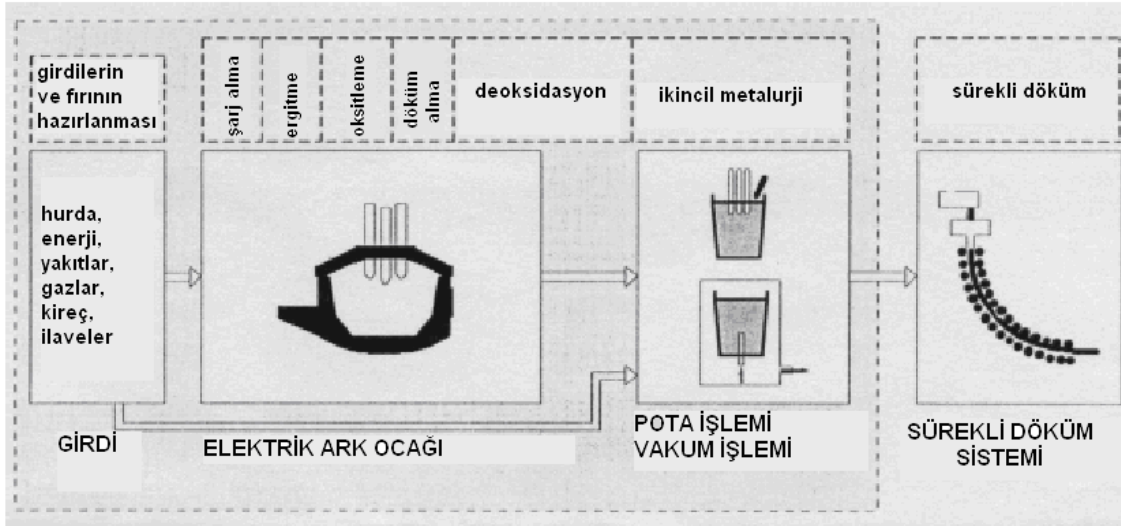 girdilerin
ve fırının
hazırlanması
şarj alma
ergitme
oksitleme
döküm
alma
deoksidasyon
ikincil metalurji
sürekli döküm
hurda,
enerji,
yakıtlar,
gazlar,
kireç,
ilaveler
GİRDİ
ELEKTRİK ARK OCAĞI
POTA İŞLEMİ
VAKUM İŞLEMİ
SÜREKLİ DÖKÜM
SİSTEMİ